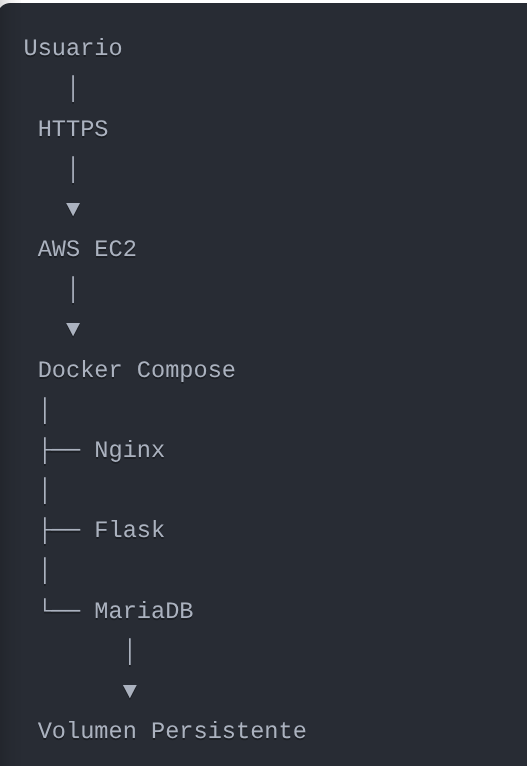 Usuario
│
HTTPS
│
▼
AWS EC2
│
▼
Docker Compose
│
├── Nginx
│
├── Flask
│
└── MariaDB
│
▼
Volumen Persistente